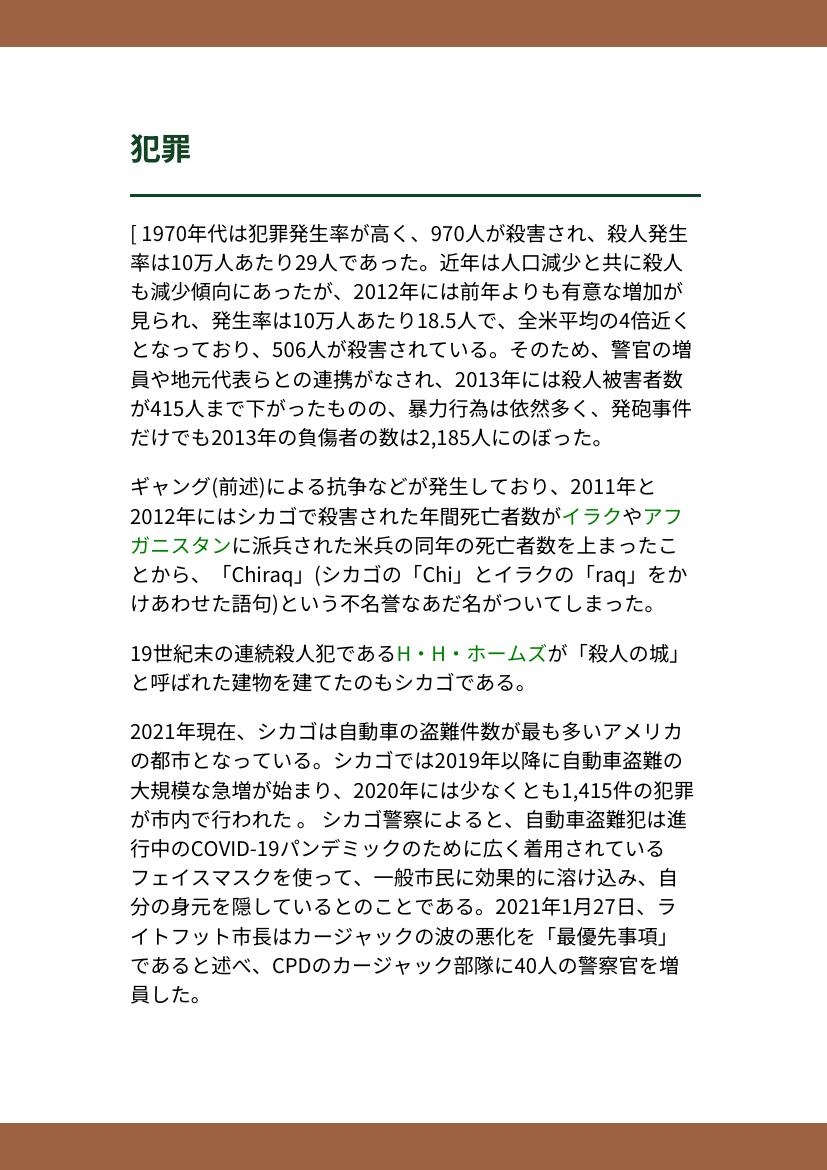 犯罪
[ 1970年代は犯罪発生率が高く、970人が殺害され、殺人発生
率は10万人あたり29人であった。近年は人口減少と共に殺人
も減少傾向にあったが、2012年には前年よりも有意な増加が
見られ、発生率は10万人あたり18.5人で、全米平均の4倍近く
となっており、506人が殺害されている。そのため、警官の増
員や地元代表らとの連携がなされ、2013年には殺人被害者数
が415人まで下がったものの、暴力行為は依然多く、発砲事件
だけでも2013年の負傷者の数は2,185人にのぼった。
ギャング(前述)による抗争などが発生しており、2011年と
2012年にはシカゴで殺害された年間死亡者数がイラクやアフ
ガニスタンに派兵された米兵の同年の死亡者数を上まったこ
とから、「Chiraq」(シカゴの「Chi」とイラクの「raq」をか
けあわせた語句)という不名誉なあだ名がついてしまった。
19世紀末の連続殺人犯であるH・H・ホームズが「殺人の城」
と呼ばれた建物を建てたのもシカゴである。
2021年現在、シカゴは自動車の盗難件数が最も多いアメリカ
の都市となっている。シカゴでは2019年以降に自動車盗難の
大規模な急増が始まり、2020年には少なくとも1,415件の犯罪
が市内で行われた 。 シカゴ警察によると、自動車盗難犯は進
行中のCOVID-19パンデミックのために広く着用されている
フェイスマスクを使って、一般市民に効果的に溶け込み、自
分の身元を隠しているとのことである。2021年1月27日、ラ
イトフット市長はカージャックの波の悪化を「最優先事項」
であると述べ、CPDのカージャック部隊に40人の警察官を増
員した。